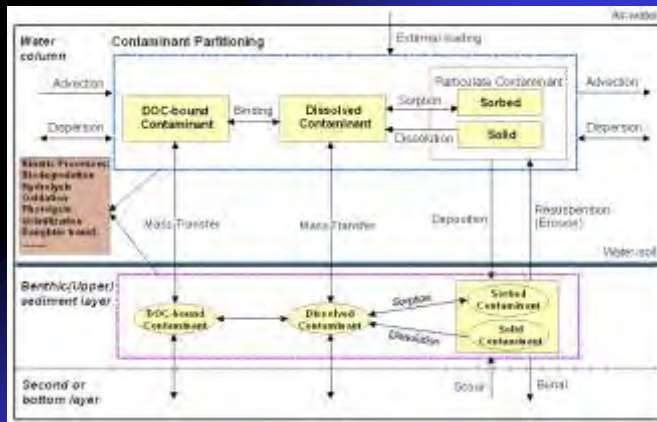 Air-water
Water column
Contaminant Partitioning
External loading
Particulate Contaminant
Advection
Advection
DOC-bound Contaminant
Binding
Dissolved Contaminant
Sorption
Sorbed
Dissolution
Solid
Dispersion
Dispersion
Kinetic Processes:
Biodegradation
Hydrolysis
Oxidation
Photolysis
Volatilization
Daughter transf.
Mass Transfer
Mass Transfer
Deposition
Resuspension
(Erosion)
Water-soil
Benthic (Upper)
sediment layer
DOC-bound
Contaminant
Dissolved
Contaminant
Sorption
Dissolution
Sorbed
Contaminant
Solid
Contaminant
Second or
bottom layer
Scour
Burial